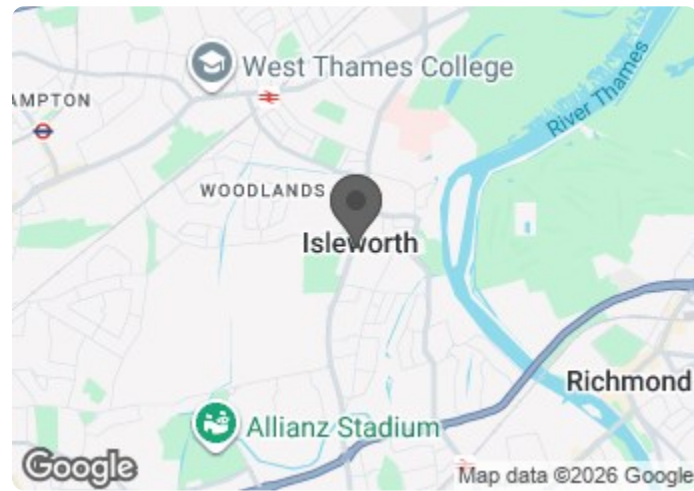 West Thames College
AMPTON
River Thames
WOODLANDS
Isleworth
Richmond
Allianz Stadium
Google
Map data ©2026 Google